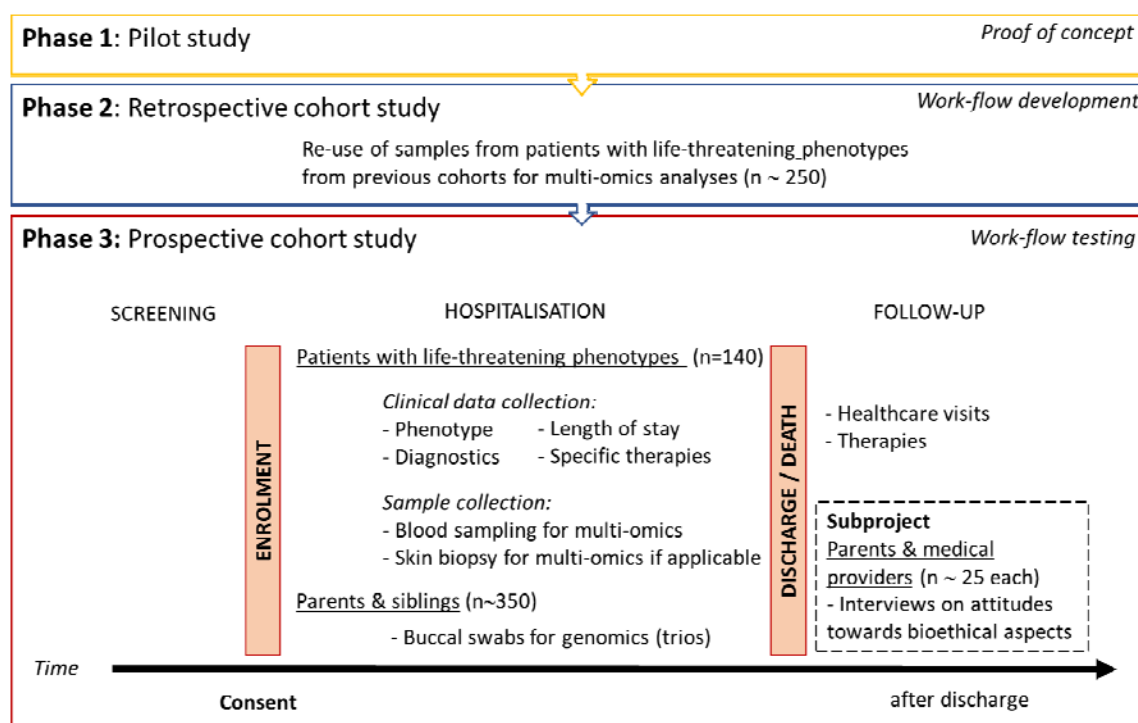 Phase 1: Pilot study
Proof of concept
Phase 2: Retrospective cohort study
Work-flow development
Re-use of samples from patients with life-threatening phenotypes
from previous cohorts for multi-omics analyses (n ~ 250)
Phase 3: Prospective cohort study
Work-flow testing
SCREENING
HOSPITALISATION
FOLLOW-UP
ENROLMENT
Patients with life-threatening phenotypes (n=140)
Clinical data collection:
- Phenotype - Length of stay
- Diagnostics - Specific therapies
Sample collection:
- Blood sampling for multi-omics
- Skin biopsy for multi-omics if applicable
Parents & siblings (n~350)
- Buccal swabs for genomics (trios)
DISCHARGE / DEATH
- Healthcare visits
- Therapies
Subproject
Parents & medical
providers (n ~ 25 each)
- Interviews on attitudes
towards bioethical aspects
Time
Consent
after discharge